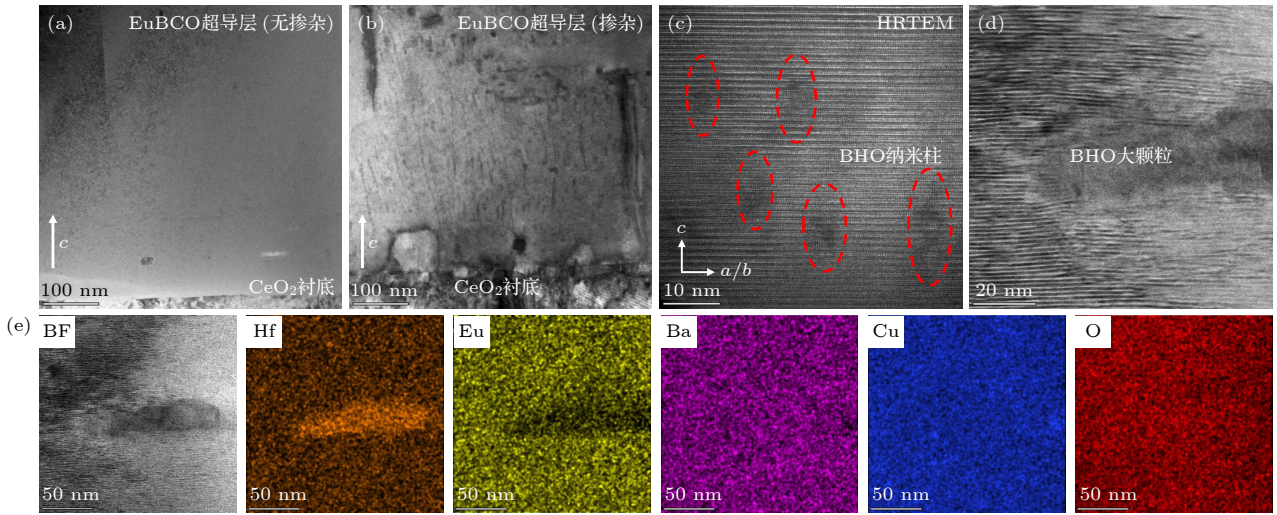 (a) EuBCO超导层 (无掺杂)
c
CeO₂衬底
100 nm
(b) EuBCO超导层 (掺杂)
c
CeO₂衬底
100 nm
(c) HRTEM
BHO纳米柱
c
a/b
10 nm
(d)
BHO大颗粒
20 nm
(e)
BF
50 nm
Hf
50 nm
Eu
50 nm
Ba
50 nm
Cu
50 nm
O
50 nm